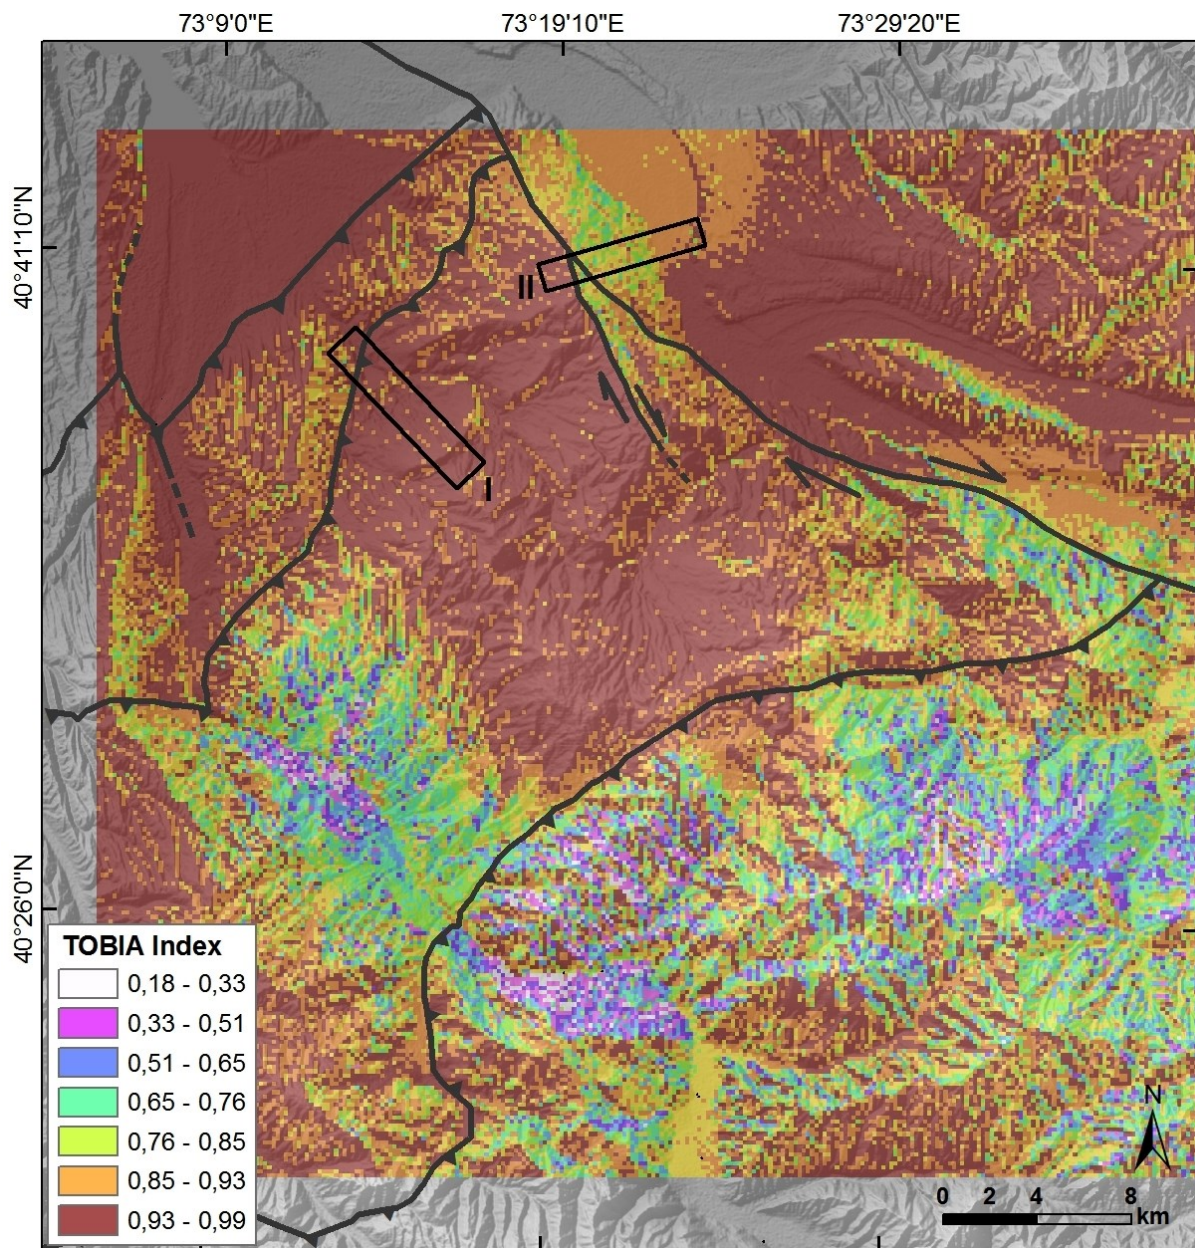 73°9'0"E 73°19'10"E 73°29'20"E
40°41'10"N
II
I
40°26'0"N
TOBIA Index
0,18 - 0,33
0,33 - 0,51
0,51 - 0,65
0,65 - 0,76
0,76 - 0,85
0,85 - 0,93
0,93 - 0,99
N
0 2 4 8
km